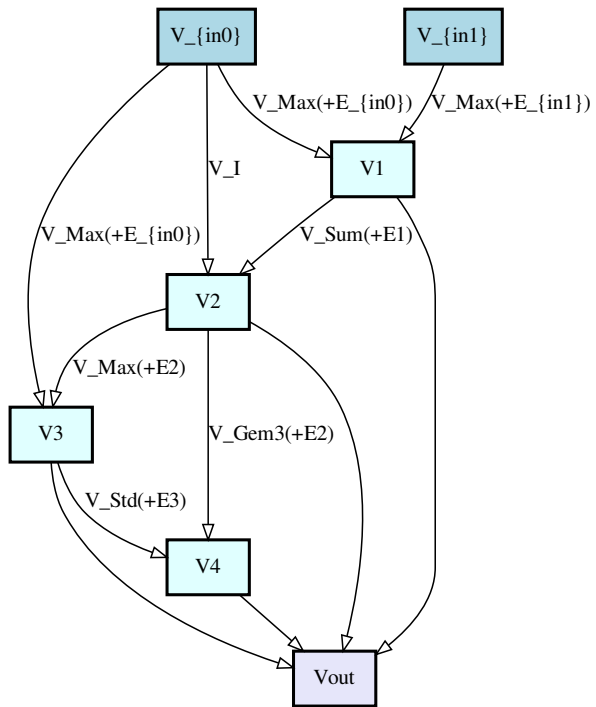 V_{in0}
V_{in1}
V_Max(+E_{in0})
V_Max(+E_{in1})
V1
V_I
V_Max(+E_{in0})
V_Sum(+E1)
V2
V_Max(+E2)
V3
V_Gem3(+E2)
V_Std(+E3)
V4
Vout